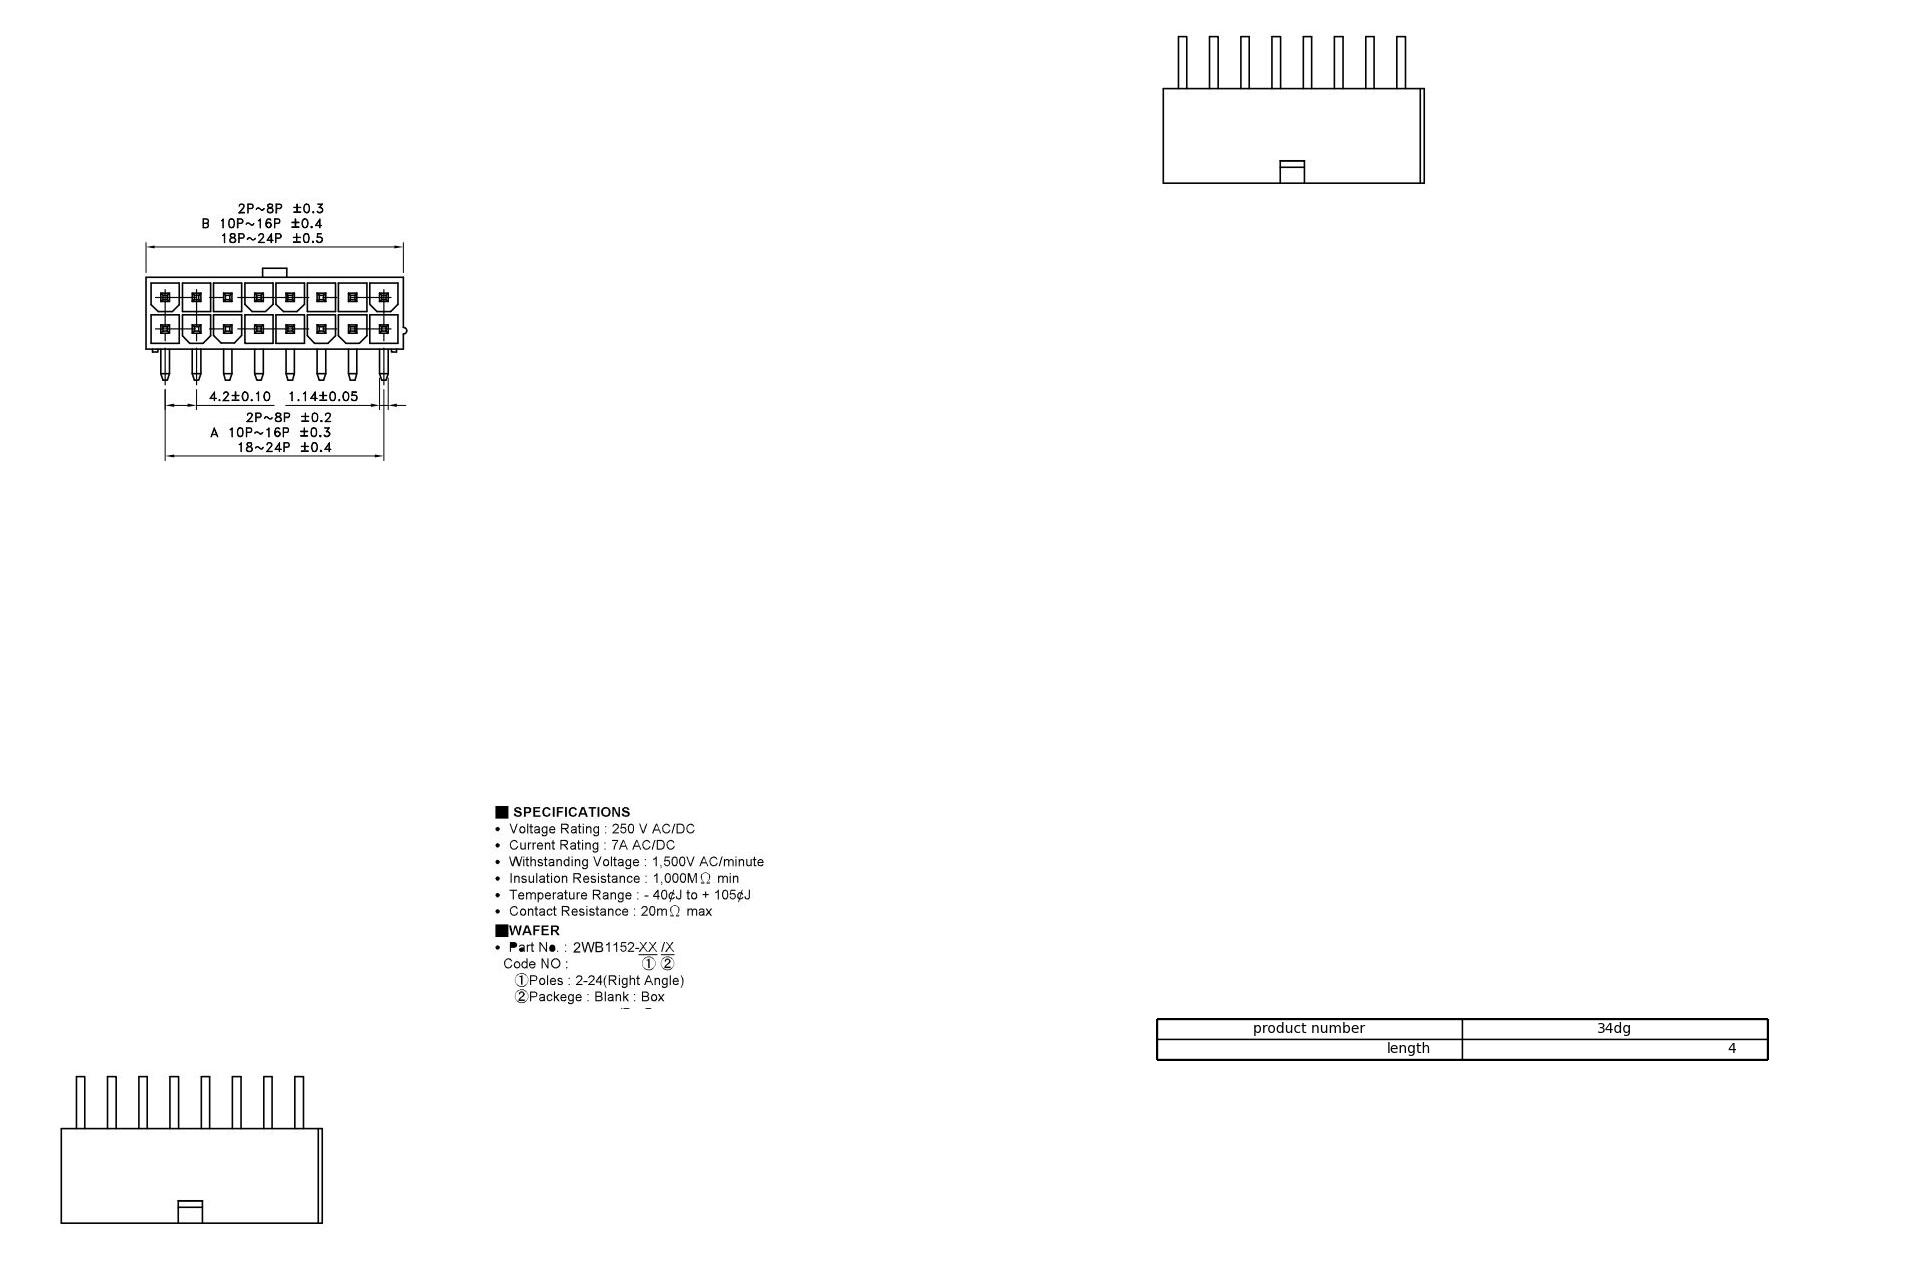 2P~8P ±0.3
B 10P~16P ±0.4
18P~24P ±0.5
4.2±0.10 1.14±0.05
2P~8P ±0.2
A 10P~16P ±0.3
18~24P ±0.4
SPECIFICATIONS
• Voltage Rating : 250 V AC/DC
• Current Rating : 7A AC/DC
• Withstanding Voltage : 1,500V AC/minute
• Insulation Resistance : 1,000MΩ min
• Temperature Range : - 40¢J to + 105¢J
• Contact Resistance : 20mΩ max
WAFER
• Part No. : 2WB1152-XX /X
Code NO : ① ②
①Poles : 2-24(Right Angle)
②Packege : Blank : Box
product number 34dg
length 4